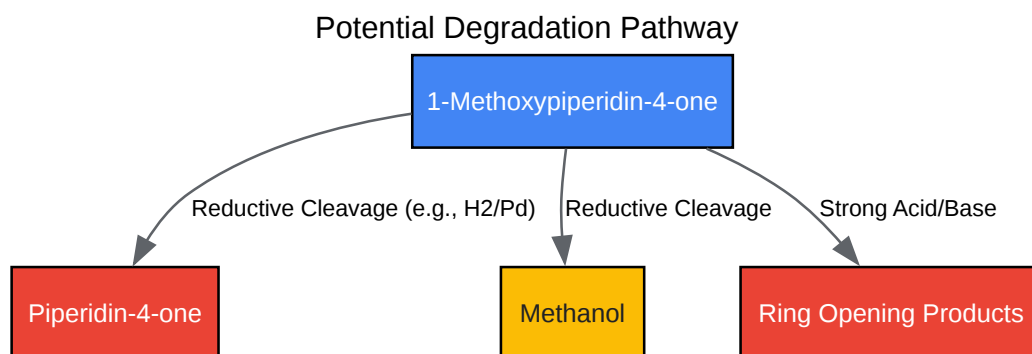 Potential Degradation Pathway
1-Methoxypiperidin-4-one
Reductive Cleavage (e.g., H2/Pd)
Reductive Cleavage
Strong Acid/Base
Piperidin-4-one
Methanol
Ring Opening Products